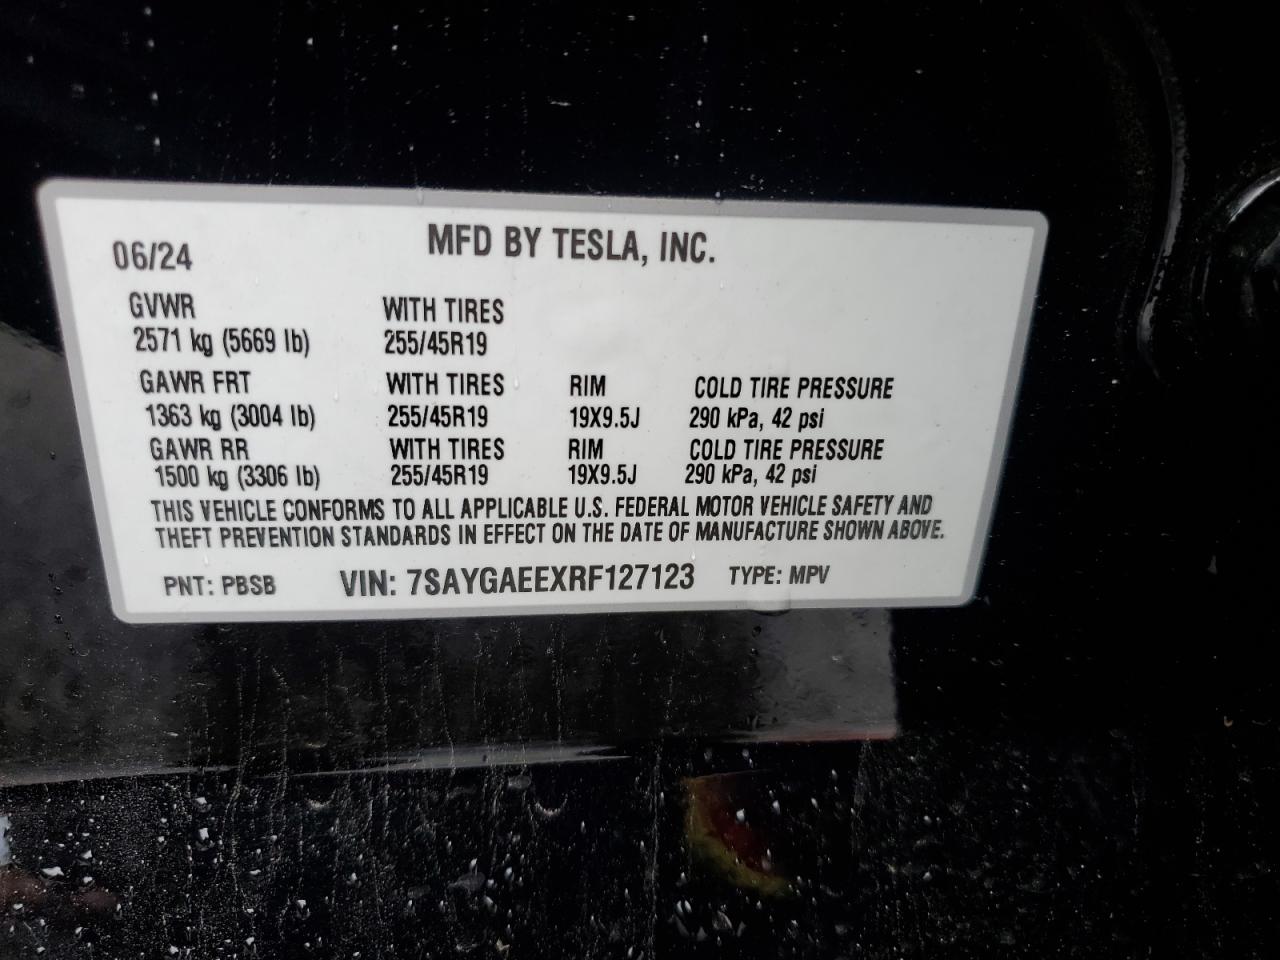 MFD BY TESLA, INC.
06/24
GVWR WITH TIRES
2571 kg (5669 lb) 255/45R19
GAWR FRT WITH TIRES RIM COLD TIRE PRESSURE
1363 kg (3004 lb) 255/45R19 19X9.5J 290 kPa, 42 psi
GAWR RR WITH TIRES RIM COLD TIRE PRESSURE
1500 kg (3306 lb) 255/45R19 19X9.5J 290 kPa, 42 psi
THIS VEHICLE CONFORMS TO ALL APPLICABLE U.S. FEDERAL MOTOR VEHICLE SAFETY AND
THEFT PREVENTION STANDARDS IN EFFECT ON THE DATE OF MANUFACTURE SHOWN ABOVE.
PNT: PBSB VIN: 7SAYGAEEXRF127123 TYPE: MPV